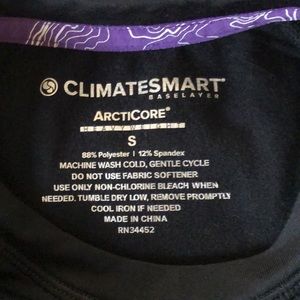 CLIMATESMART®
BASELAYER
ARCTICORE®
HEAVYWEIGHT
S
88% Polyester | 12% Spandex
MACHINE WASH COLD, GENTLE CYCLE
DO NOT USE FABRIC SOFTENER
USE ONLY NON-CHLORINE BLEACH WHEN
NEEDED. TUMBLE DRY LOW, REMOVE PROMPTLY
COOL IRON IF NEEDED
MADE IN CHINA
RN34452